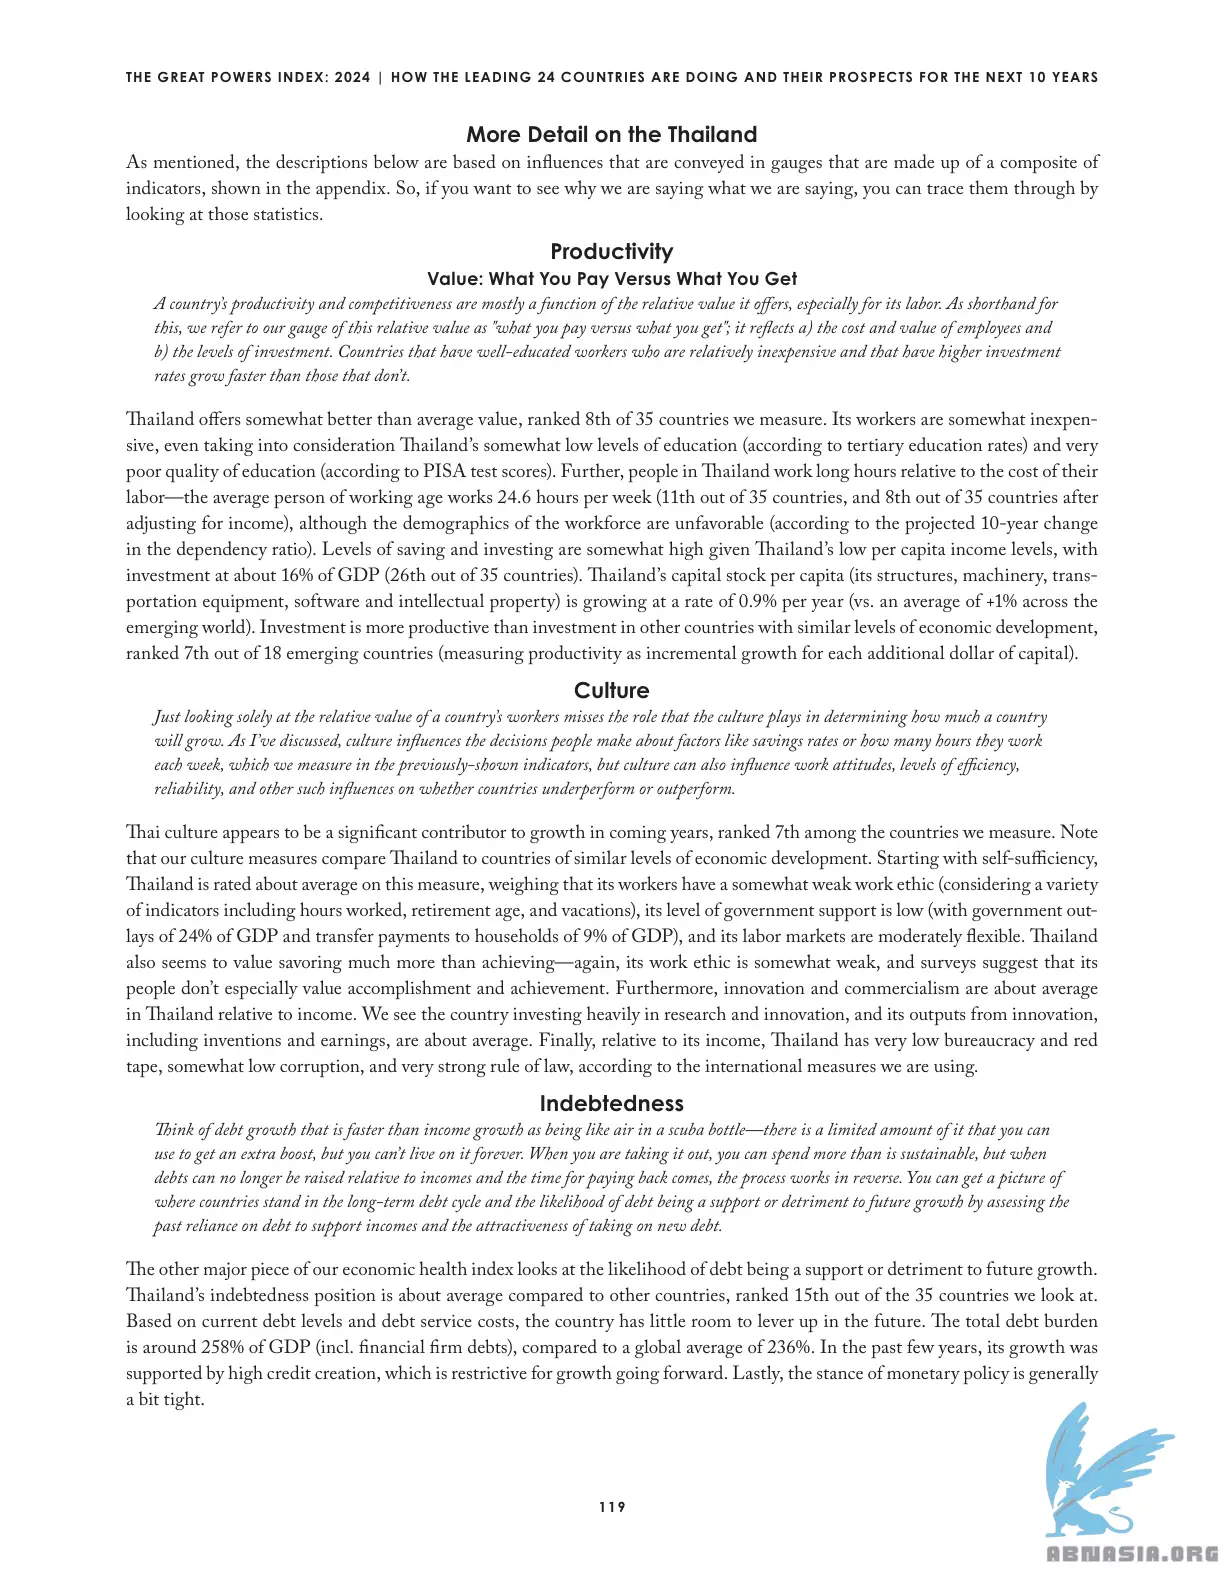 THE GREAT POWERS INDEX: 2024 | HOW THE LEADING 24 COUNTRIES ARE DOING AND THEIR PROSPECTS FOR THE NEXT 10 YEARS
More Detail on the Thailand
As mentioned, the descriptions below are based on influences that are conveyed in gauges that are made up of a composite of
indicators, shown in the appendix. So, if you want to see why we are saying what we are saying, you can trace them through by
looking at those statistics.
Productivity
Value: What You Pay Versus What You Get
A country's productivity and competitiveness are mostly a function of the relative value it offers, especially for its labor. As shorthand for
this, we refer to our gauge of this relative value as "what you pay versus what you get"; it reflects a) the cost and value of employees and
b) the levels of investment. Countries that have well-educated workers who are relatively inexpensive and that have higher investment
rates grow faster than those that don't.
Thailand offers somewhat better than average value, ranked 8th of 35 countries we measure. Its workers are somewhat inexpen-
sive, even taking into consideration Thailand's somewhat low levels of education (according to tertiary education rates) and very
poor quality of education (according to PISA test scores). Further, people in Thailand work long hours relative to the cost of their
labor—the average person of working age works 24.6 hours per week (11th out of 35 countries, and 8th out of 35 countries after
adjusting for income), although the demographics of the workforce are unfavorable (according to the projected 10-year change
in the dependency ratio). Levels of saving and investing are somewhat high given Thailand's low per capita income levels, with
investment at about 16% of GDP (26th out of 35 countries). Thailand's capital stock per capita (its structures, machinery, trans-
portation equipment, software and intellectual property) is growing at a rate of 0.9% per year (vs. an average of +1% across the
emerging world). Investment is more productive than investment in other countries with similar levels of economic development,
ranked 7th out of 18 emerging countries (measuring productivity as incremental growth for each additional dollar of capital).
Culture
Just looking solely at the relative value of a country's workers misses the role that the culture plays in determining how much a country
will grow. As I've discussed, culture influences the decisions people make about factors like savings rates or how many hours they work
each week, which we measure in the previously-shown indicators, but culture can also influence work attitudes, levels of efficiency,
reliability, and other such influences on whether countries underperform or outperform.
Thai culture appears to be a significant contributor to growth in coming years, ranked 7th among the countries we measure. Note
that our culture measures compare Thailand to countries of similar levels of economic development. Starting with self-sufficiency,
Thailand is rated about average on this measure, weighing that its workers have a somewhat weak work ethic (considering a variety
of indicators including hours worked, retirement age, and vacations), its level of government support is low (with government out-
lays of 24% of GDP and transfer payments to households of 9% of GDP), and its labor markets are moderately flexible. Thailand
also seems to value savoring much more than achieving—again, its work ethic is somewhat weak, and surveys suggest that its
people don't especially value accomplishment and achievement. Furthermore, innovation and commercialism are about average
in Thailand relative to income. We see the country investing heavily in research and innovation, and its outputs from innovation,
including inventions and earnings, are about average. Finally, relative to its income, Thailand has very low bureaucracy and red
tape, somewhat low corruption, and very strong rule of law, according to the international measures we are using.
Indebtedness
Think of debt growth that is faster than income growth as being like air in a scuba bottle—there is a limited amount of it that you can
use to get an extra boost, but you can't live on it forever. When you are taking it out, you can spend more than is sustainable, but when
debts can no longer be raised relative to incomes and the time for paying back comes, the process works in reverse. You can get a picture of
where countries stand in the long-term debt cycle and the likelihood of debt being a support or detriment to future growth by assessing the
past reliance on debt to support incomes and the attractiveness of taking on new debt.
The other major piece of our economic health index looks at the likelihood of debt being a support or detriment to future growth.
Thailand's indebtedness position is about average compared to other countries, ranked 15th out of the 35 countries we look at.
Based on current debt levels and debt service costs, the country has little room to lever up in the future. The total debt burden
is around 258% of GDP (incl. financial firm debts), compared to a global average of 236%. In the past few years, its growth was
supported by high credit creation, which is restrictive for growth going forward. Lastly, the stance of monetary policy is generally
a bit tight.
119
ABNASIA.ORG